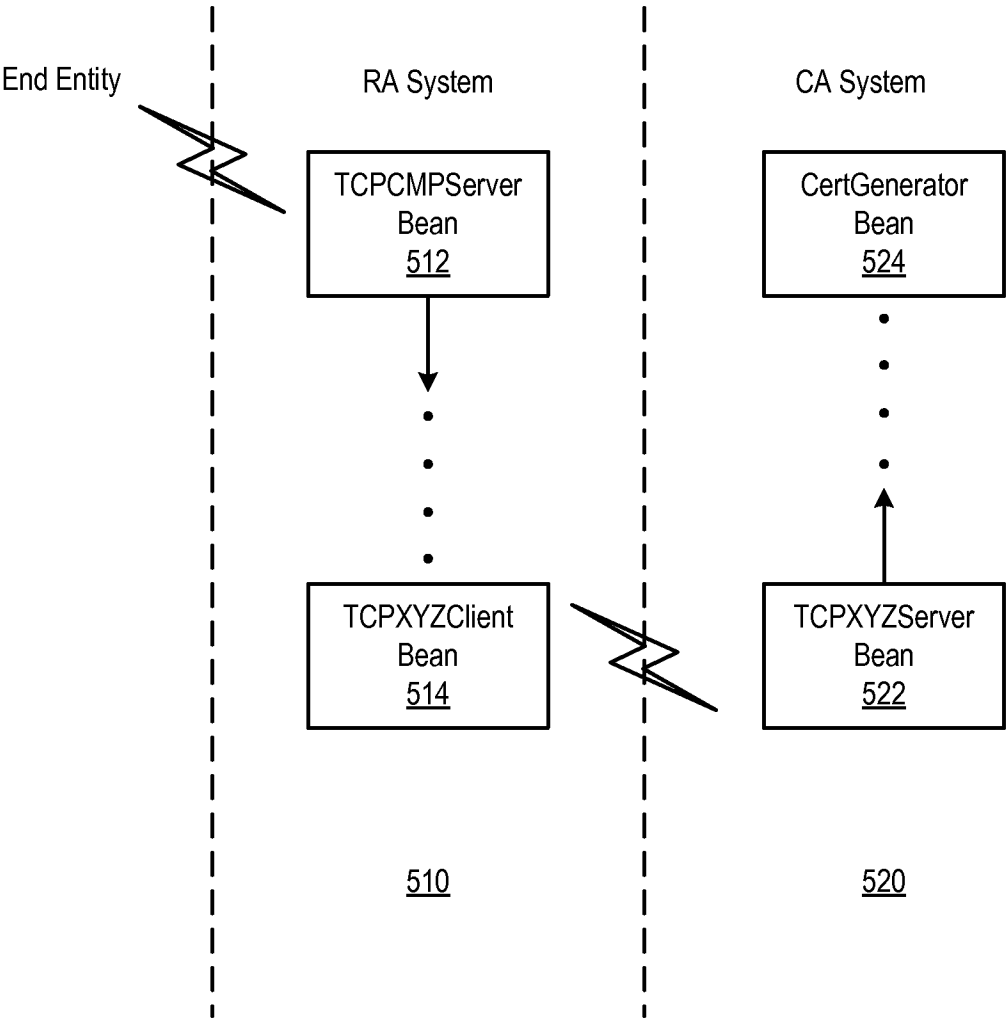 End Entity
RA System
CA System
TCPCMPServer
Bean
512
CertGenerator
Bean
524
TCPXYZClient
Bean
514
TCPXYZServer
Bean
522
510
520